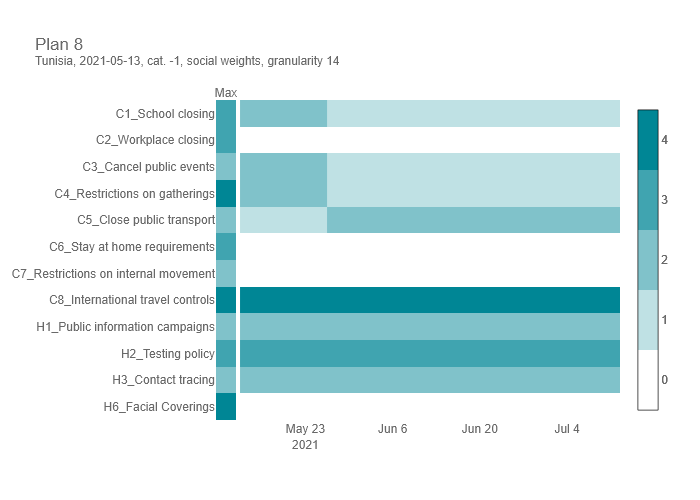 Plan 8
Tunisia, 2021-05-13, cat. -1, social weights, granularity 14
Max
C1_School closing
C2_Workplace closing
C3_Cancel public events
C4_Restrictions on gatherings
C5_Close public transport
C6_Stay at home requirements
C7_Restrictions on internal movement
C8_International travel controls
H1_Public information campaigns
H2_Testing policy
H3_Contact tracing
H6_Facial Coverings
May 23 Jun 6 Jun 20 Jul 4
2021
4
3
2
1
0